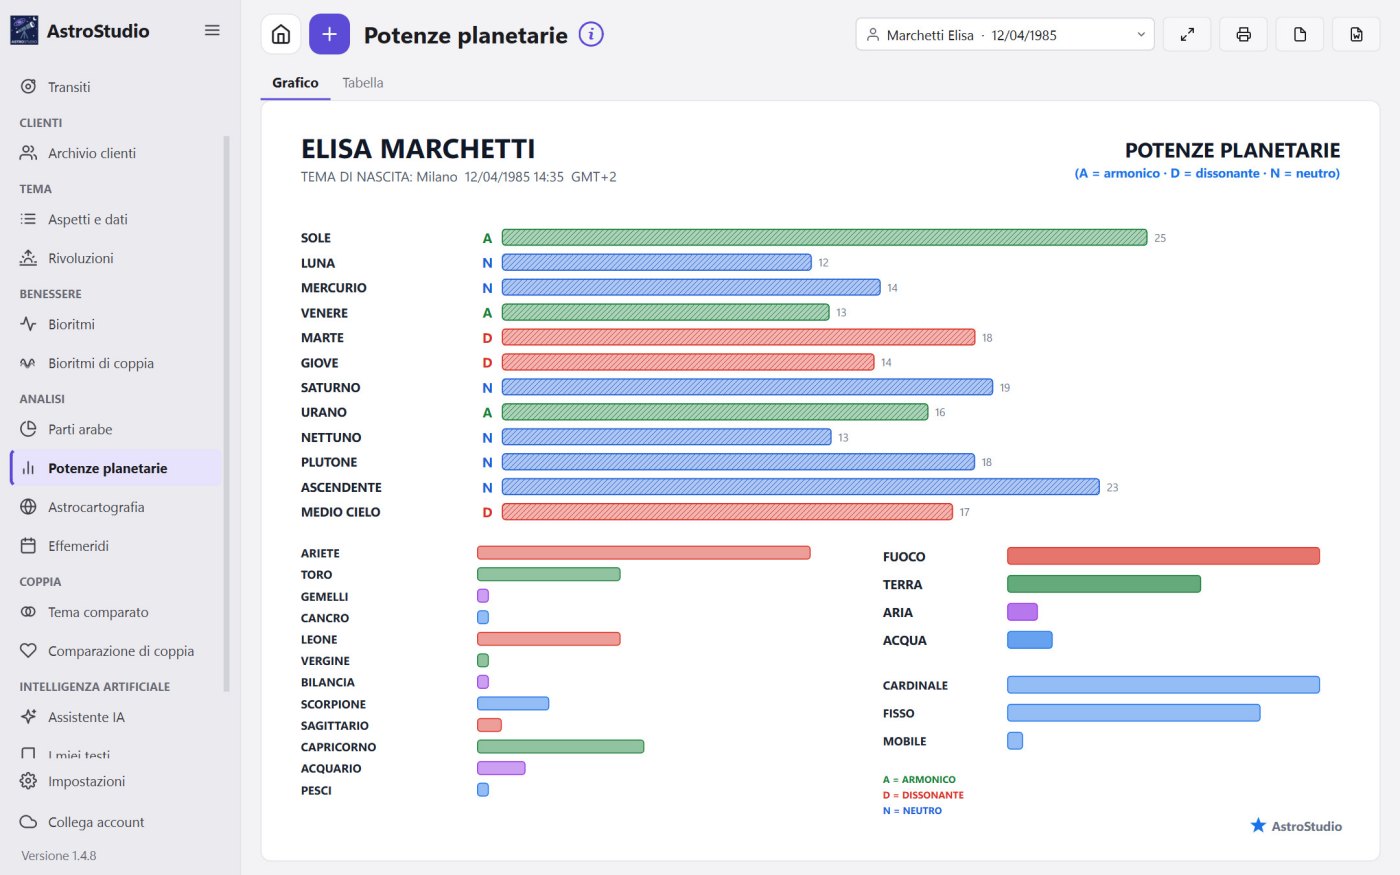 AstroStudio
Transiti
CLIENTI
Archivio clienti
TEMA
Aspetti e dati
Rivoluzioni
BENESSERE
Bioritmi
Bioritmi di coppia
ANALISI
Parti arabe
Potenze planetarie
Astrocartografia
Effemeridi
COPPIA
Tema comparato
Comparazione di coppia
INTELLIGENZA ARTIFICIALE
Assistente IA
I miei testi
Impostazioni
Collega account
Versione 1.4.8
Potenze planetarie
Marchetti Elisa · 12/04/1985
Grafico Tabella
ELISA MARCHETTI
TEMA DI NASCITA: Milano 12/04/1985 14:35 GMT+2
POTENZE PLANETARIE
(A = armonico · D = dissonante · N = neutro)
SOLE A 25
LUNA N 12
MERCURIO N 14
VENERE A 13
MARTE D 18
GIOVE D 14
SATURNO N 19
URANO A 16
NETTUNO N 13
PLUTONE N 18
ASCENDENTE N 23
MEDIO CIELO D 17
ARIETE
TORO
GEMELLI
CANCRO
LEONE
VERGINE
BILANCIA
SCORPIONE
SAGITTARIO
CAPRICORNO
ACQUARIO
PESCI
FUOCO
TERRA
ARIA
ACQUA
CARDINALE
FISSO
MOBILE
A = ARMONICO
D = DISSONANTE
N = NEUTRO
AstroStudio